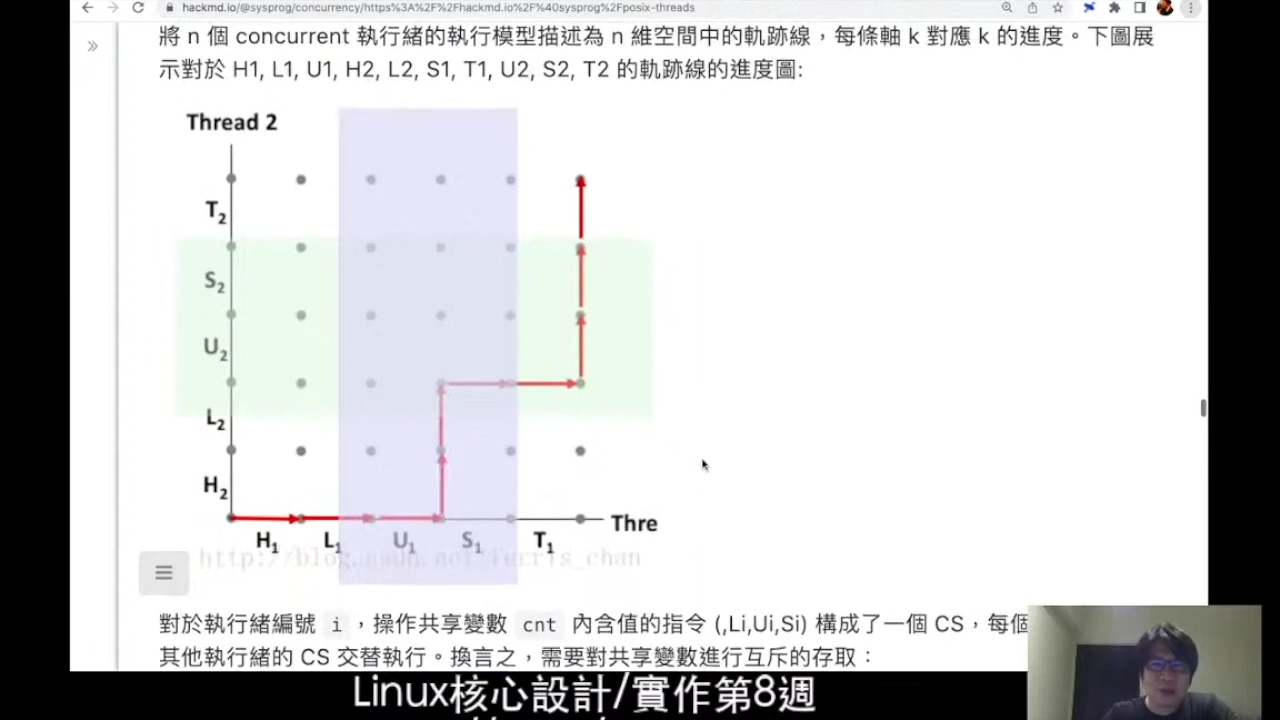 hackmd.io/@sysprog/concurrency/https%3A%2F%2Fhackmd.io%2F%40sysprog%2Fposix-threads
將 n 個 concurrent 執行緒的執行模型描述為 n 維空間中的軌跡線，每條軸 k 對應 k 的進度。下圖展
示對於 H1, L1, U1, H2, L2, S1, T1, U2, S2, T2 的軌跡線的進度圖:
Thread 2
T2
S2
U2
L2
H2
Thre
H1 L1 U1 S1 T1
對於執行緒編號 i ，操作共享變數 cnt 內含值的指令 (,Li,Ui,Si) 構成了一個 CS，每個
其他執行緒的 CS 交替執行。換言之，需要對共享變數進行互斥的存取：
Linux核心設計/實作第8週